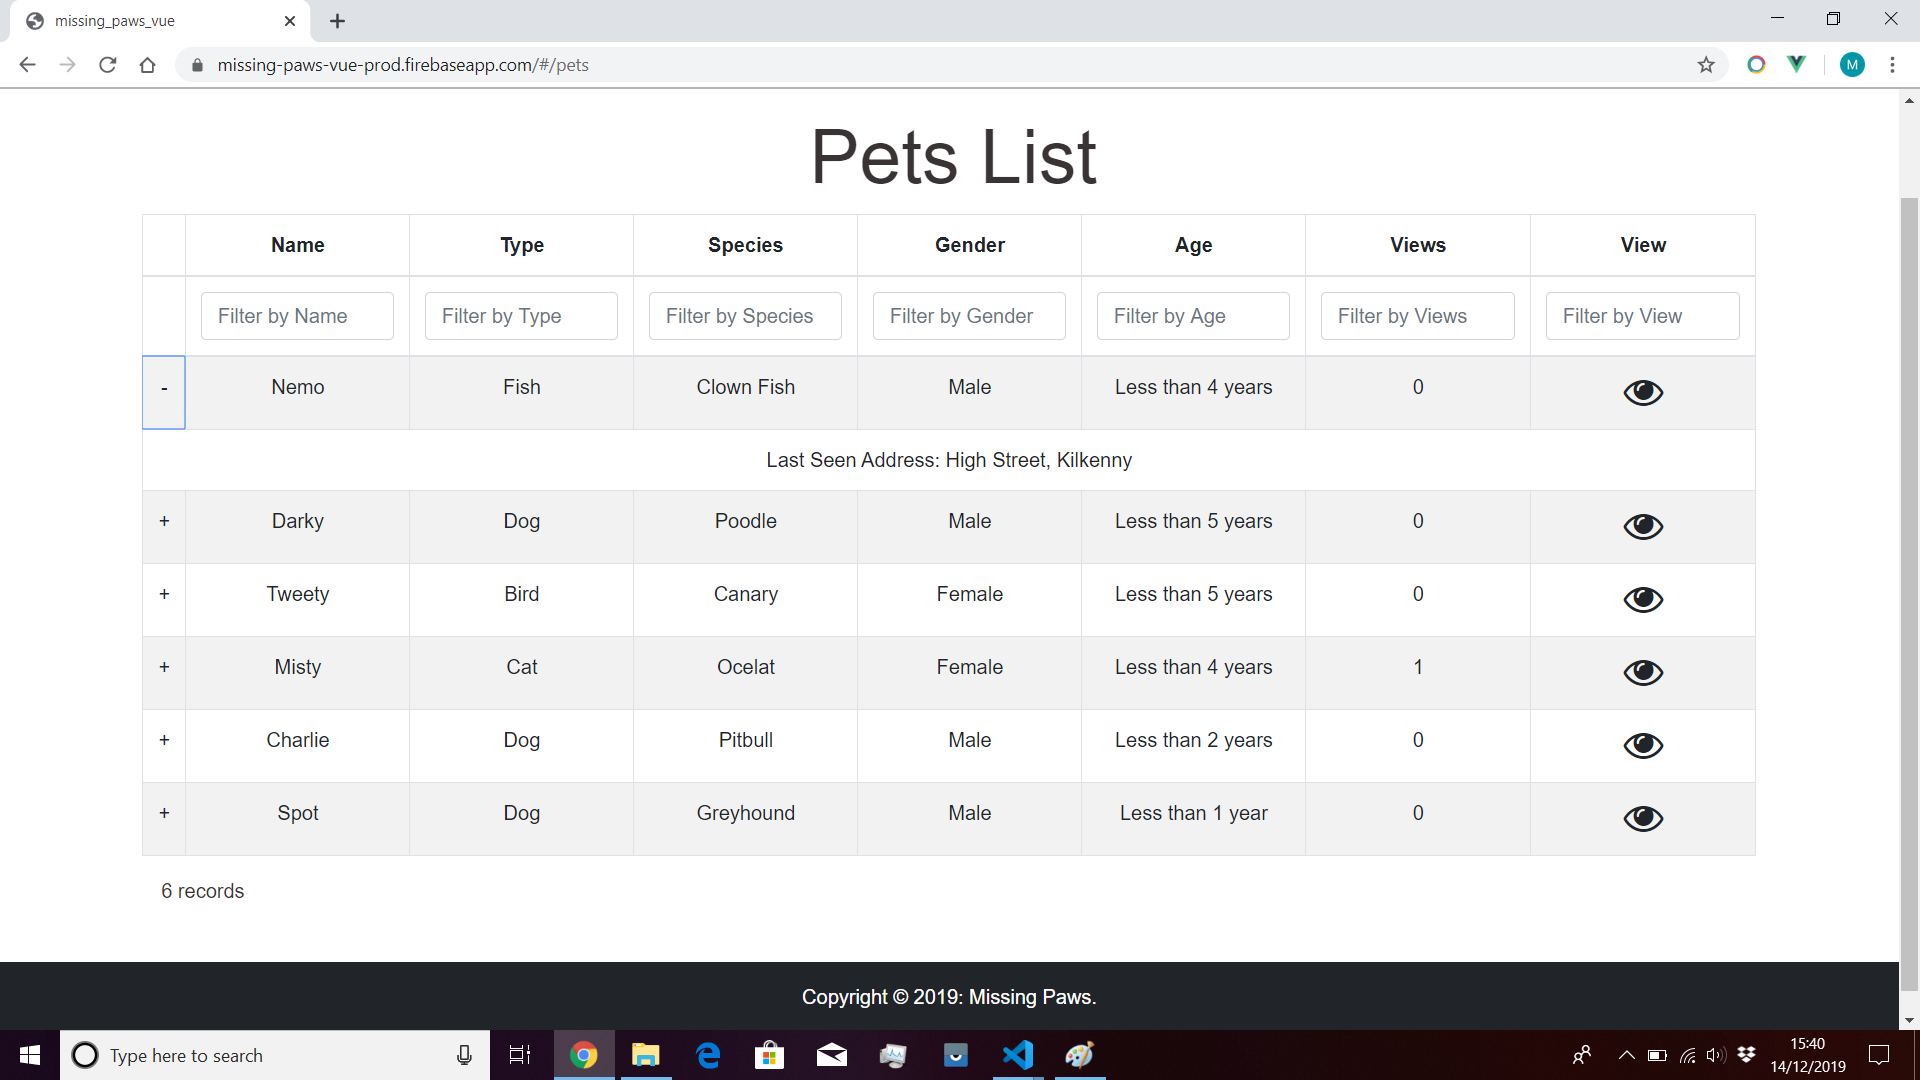 missing_paws_vue
missing-paws-vue-prod.firebaseapp.com/#/pets
M
Pets List
Name Type Species Gender Age Views View
Filter by Name Filter by Type Filter by Species Filter by Gender Filter by Age Filter by Views Filter by View
- Nemo Fish Clown Fish Male Less than 4 years 0
Last Seen Address: High Street, Kilkenny
+ Darky Dog Poodle Male Less than 5 years 0
+ Tweety Bird Canary Female Less than 5 years 0
+ Misty Cat Ocelat Female Less than 4 years 1
+ Charlie Dog Pitbull Male Less than 2 years 0
+ Spot Dog Greyhound Male Less than 1 year 0
6 records
Copyright © 2019: Missing Paws.
Type here to search
15:40
14/12/2019